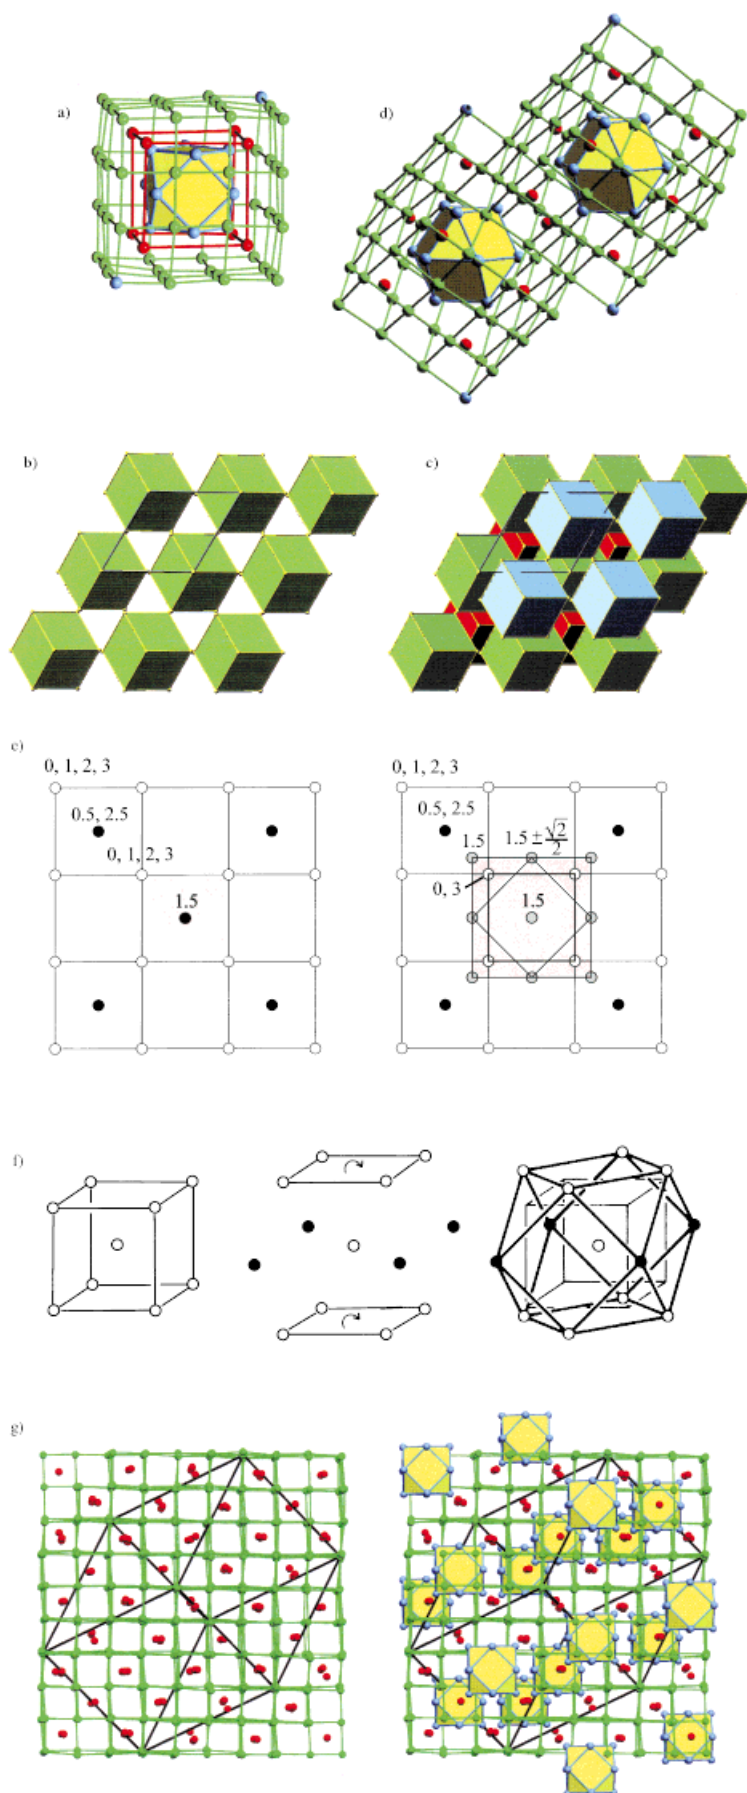 a)
d)
b)
c)
e)
0, 1, 2, 3
0.5, 2.5
0, 1, 2, 3
1.5
0, 1, 2, 3
0.5, 2.5
1.5
1.5 ± √2/2
0, 3
1.5
f)
g)